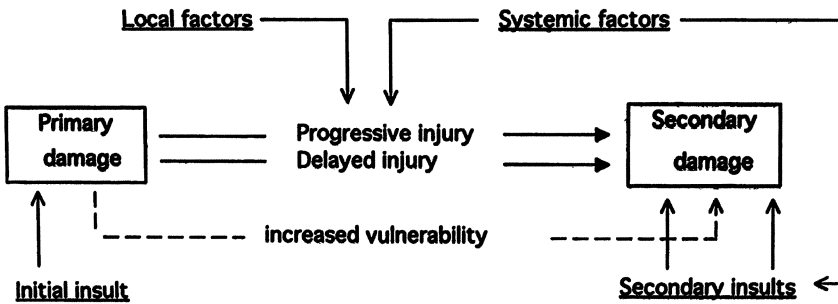 Local factors
Systemic factors
Primary
damage
Progressive injury
Delayed injury
Secondary
damage
increased vulnerability
Initial insult
Secondary insults